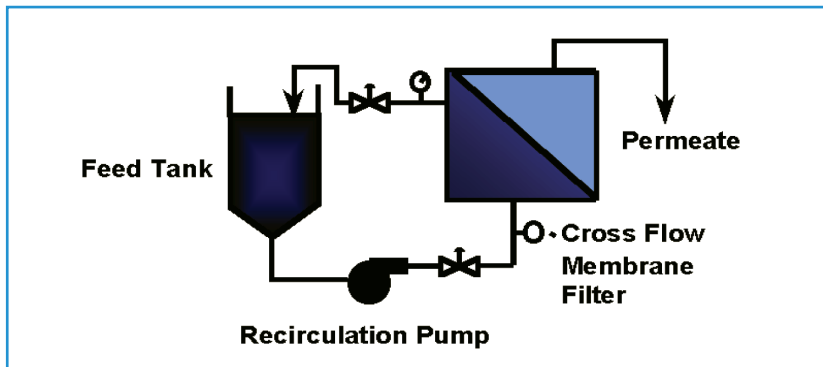 Permeate
Feed Tank
Cross Flow
Membrane
Filter
Recirculation Pump